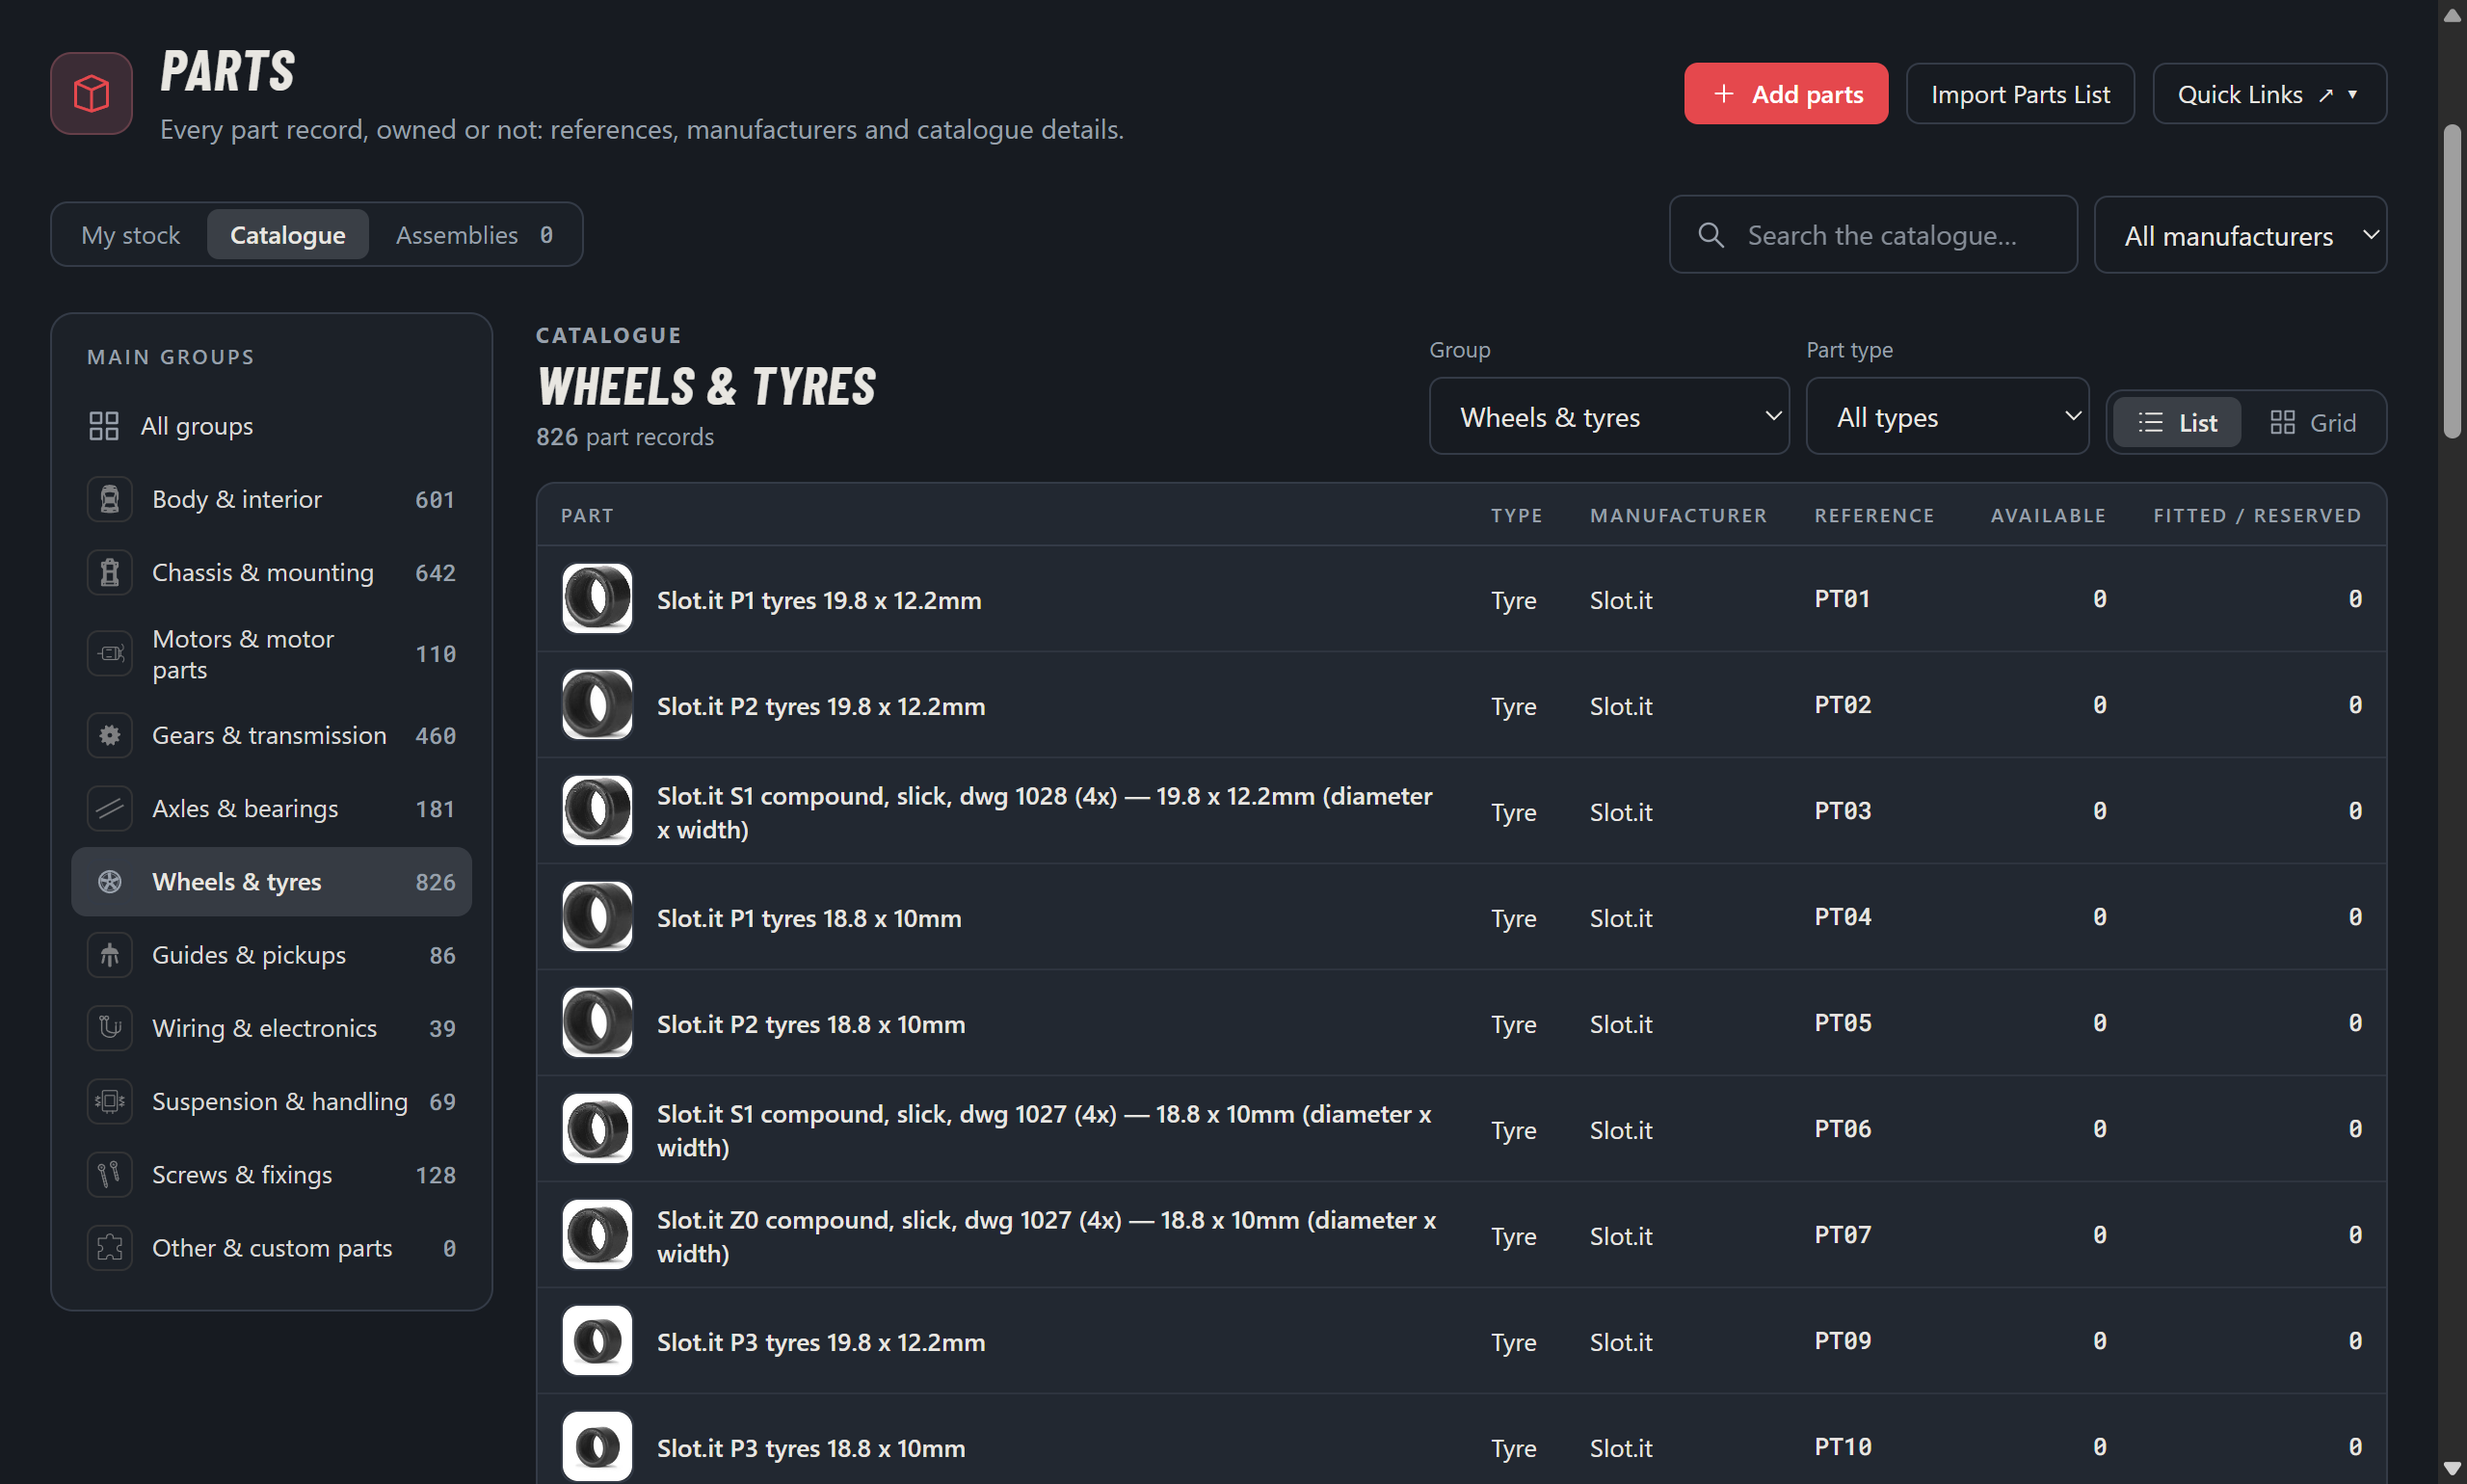 PARTS
Every part record, owned or not: references, manufacturers and catalogue details.
Add parts
Import Parts List
Quick Links ↗ ▾
My stock
Catalogue
Assemblies 0
Search the catalogue...
All manufacturers
MAIN GROUPS
All groups
Body & interior 601
Chassis & mounting 642
Motors & motor
parts
110
Gears & transmission 460
Axles & bearings 181
Wheels & tyres 826
Guides & pickups 86
Wiring & electronics 39
Suspension & handling 69
Screws & fixings 128
Other & custom parts 0
CATALOGUE
WHEELS & TYRES
826 part records
Group
Wheels & tyres
Part type
All types
List
Grid
PART TYPE MANUFACTURER REFERENCE AVAILABLE FITTED / RESERVED
Slot.it P1 tyres 19.8 x 12.2mm Tyre Slot.it PT01 0 0
Slot.it P2 tyres 19.8 x 12.2mm Tyre Slot.it PT02 0 0
Slot.it S1 compound, slick, dwg 1028 (4x) — 19.8 x 12.2mm (diameter
x width)
Tyre Slot.it PT03 0 0
Slot.it P1 tyres 18.8 x 10mm Tyre Slot.it PT04 0 0
Slot.it P2 tyres 18.8 x 10mm Tyre Slot.it PT05 0 0
Slot.it S1 compound, slick, dwg 1027 (4x) — 18.8 x 10mm (diameter x
width)
Tyre Slot.it PT06 0 0
Slot.it Z0 compound, slick, dwg 1027 (4x) — 18.8 x 10mm (diameter x
width)
Tyre Slot.it PT07 0 0
Slot.it P3 tyres 19.8 x 12.2mm Tyre Slot.it PT09 0 0
Slot.it P3 tyres 18.8 x 10mm Tyre Slot.it PT10 0 0